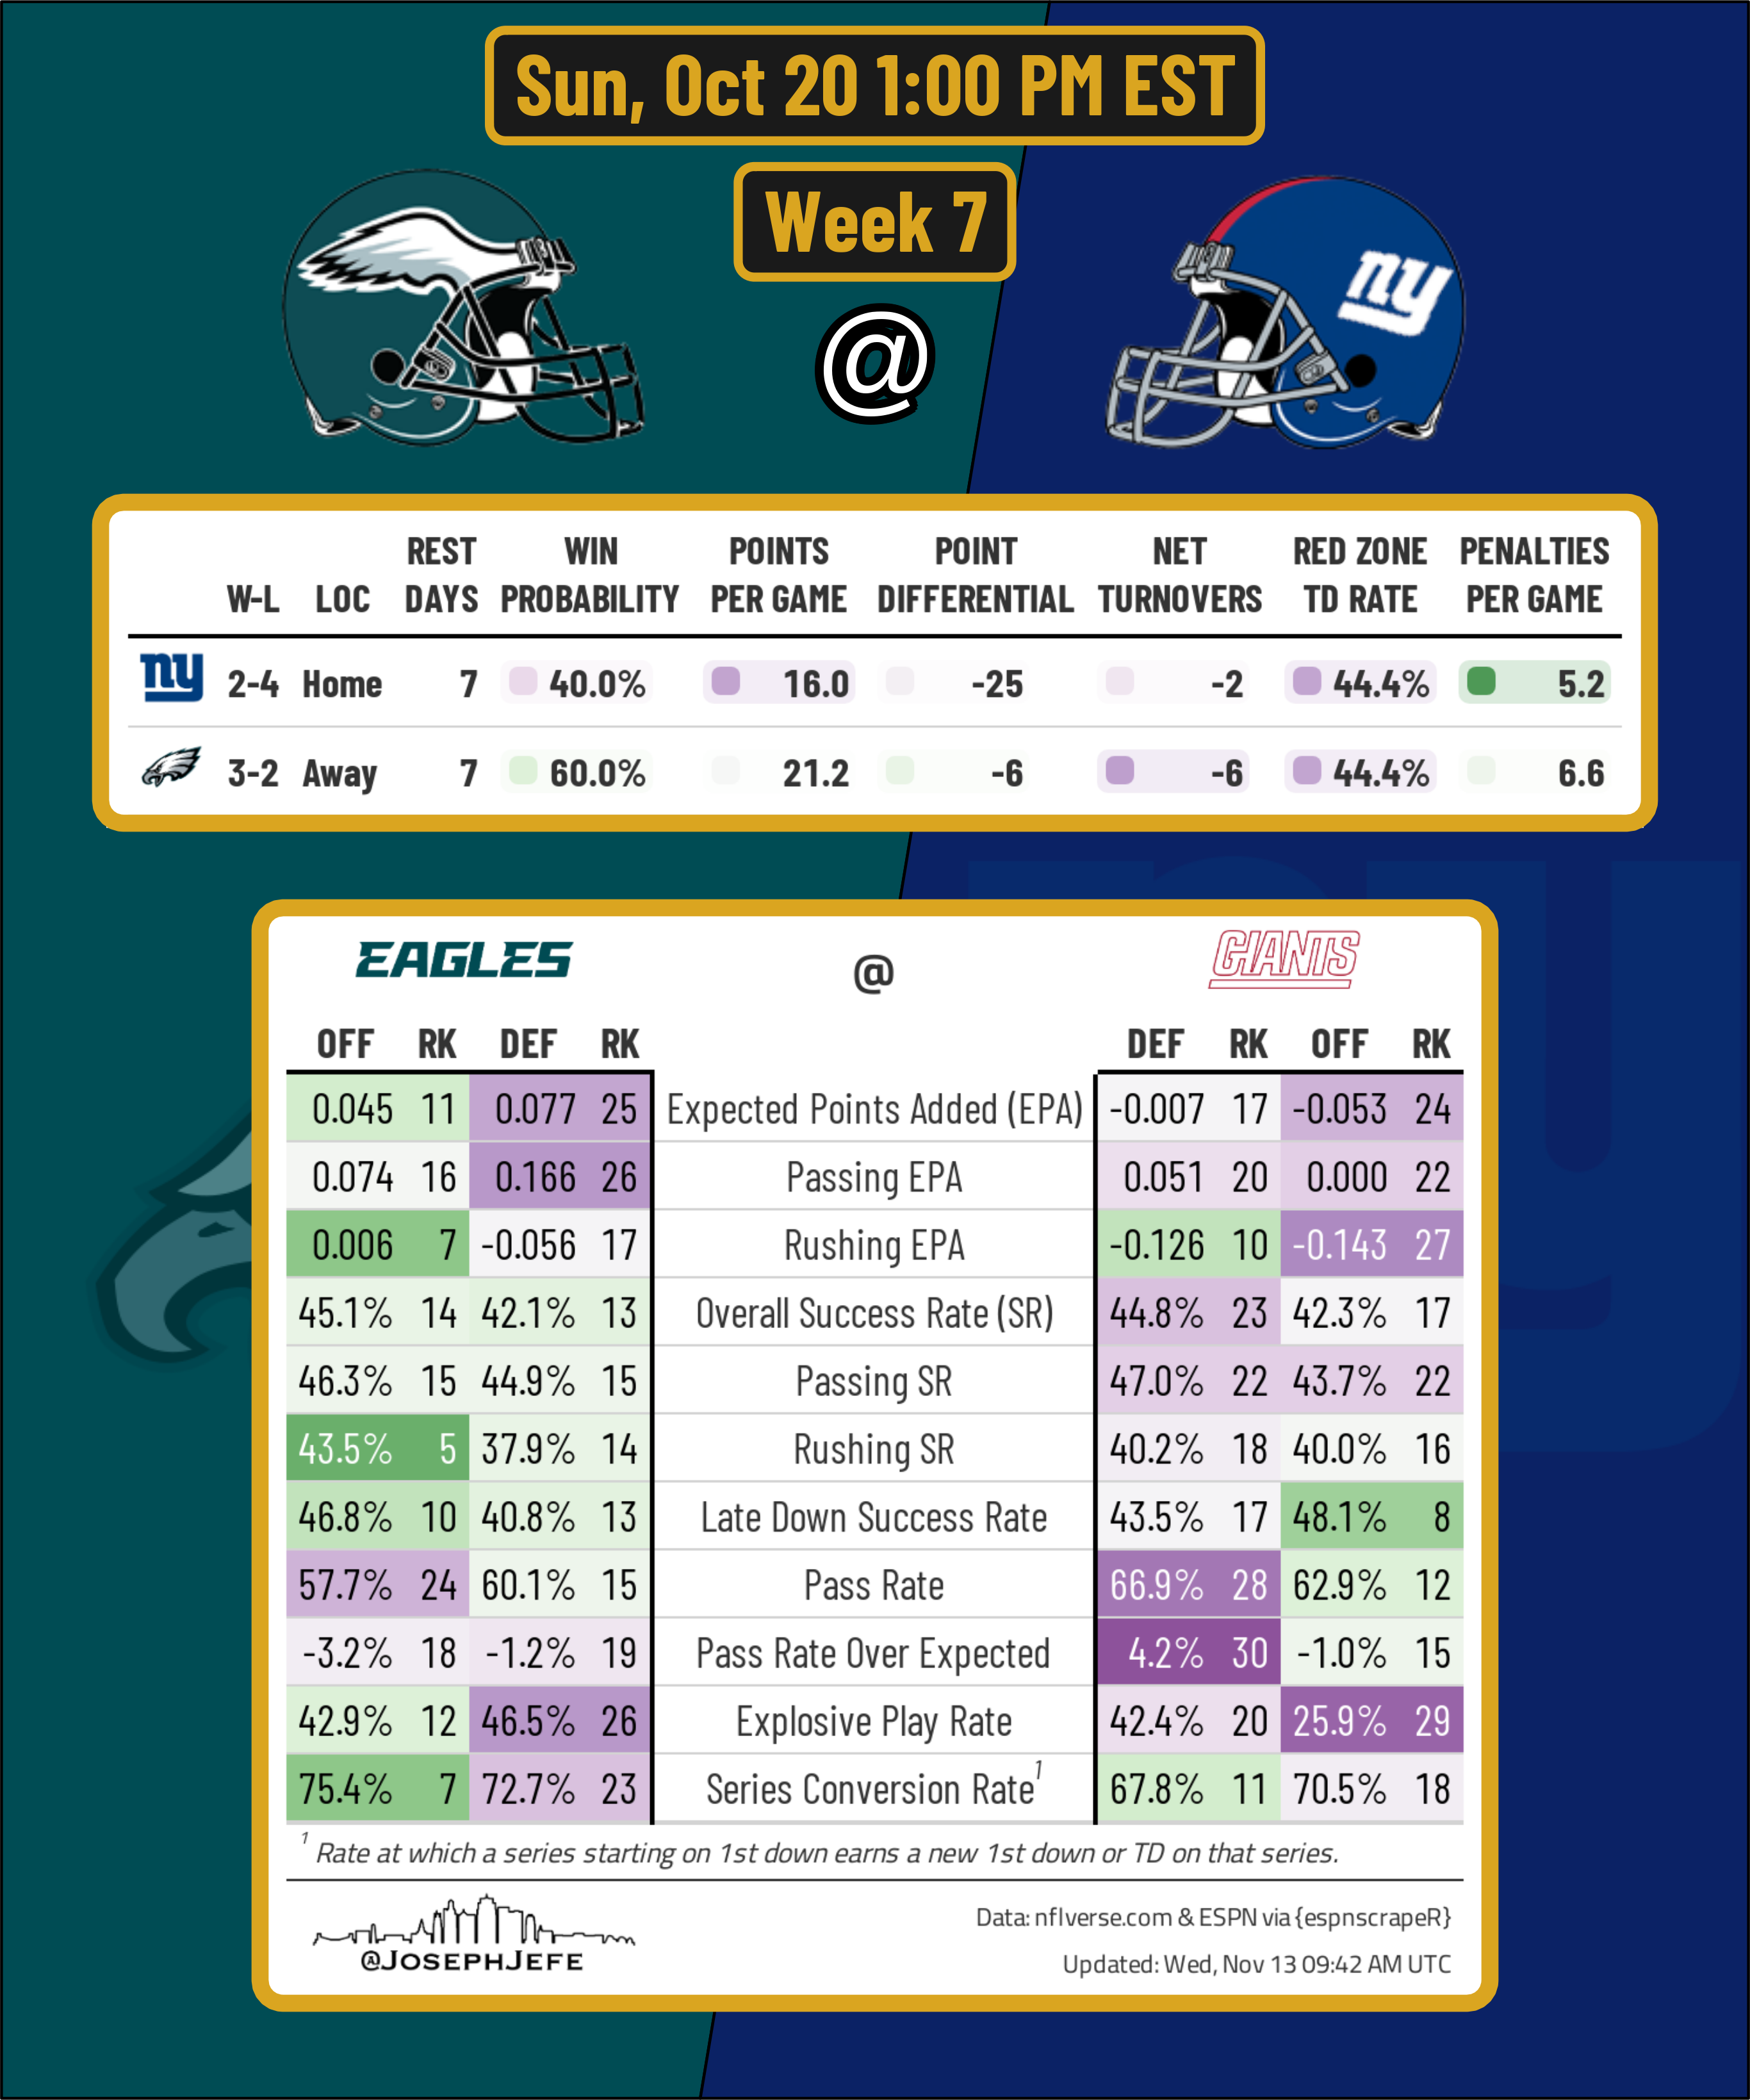 Sun, Oct 20 1:00 PM EST
Week 7
@
ny
REST WIN POINTS POINT NET RED ZONE PENALTIES
W-L LOC DAYS PROBABILITY PER GAME DIFFERENTIAL TURNOVERS TD RATE PER GAME
ny 2-4 Home 7 40.0% 16.0 -25 -2 44.4% 5.2
3-2 Away 7 60.0% 21.2 -6 -6 44.4% 6.6
EAGLES @ GIANTS
OFF RK DEF RK DEF RK OFF RK
0.045 11 0.077 25 Expected Points Added (EPA) -0.007 17 -0.053 24
0.074 16 0.166 26 Passing EPA 0.051 20 0.000 22
0.006 7 -0.056 17 Rushing EPA -0.126 10 -0.143 27
45.1% 14 42.1% 13 Overall Success Rate (SR) 44.8% 23 42.3% 17
46.3% 15 44.9% 15 Passing SR 47.0% 22 43.7% 22
43.5% 5 37.9% 14 Rushing SR 40.2% 18 40.0% 16
46.8% 10 40.8% 13 Late Down Success Rate 43.5% 17 48.1% 8
57.7% 24 60.1% 15 Pass Rate 66.9% 28 62.9% 12
-3.2% 18 -1.2% 19 Pass Rate Over Expected 4.2% 30 -1.0% 15
42.9% 12 46.5% 26 Explosive Play Rate 42.4% 20 25.9% 29
75.4% 7 72.7% 23 Series Conversion Rate¹ 67.8% 11 70.5% 18
¹ Rate at which a series starting on 1st down earns a new 1st down or TD on that series.
@JOSEPHJEFE
Data: nflverse.com & ESPN via {espnscrapeR}
Updated: Wed, Nov 13 09:42 AM UTC